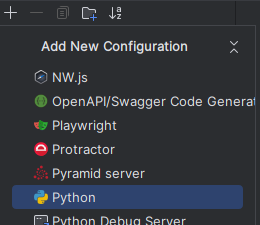 Add New Configuration
NW.js
OpenAPI/Swagger Code Generat
Playwright
Protractor
Pyramid server
Python
Python Debug Server